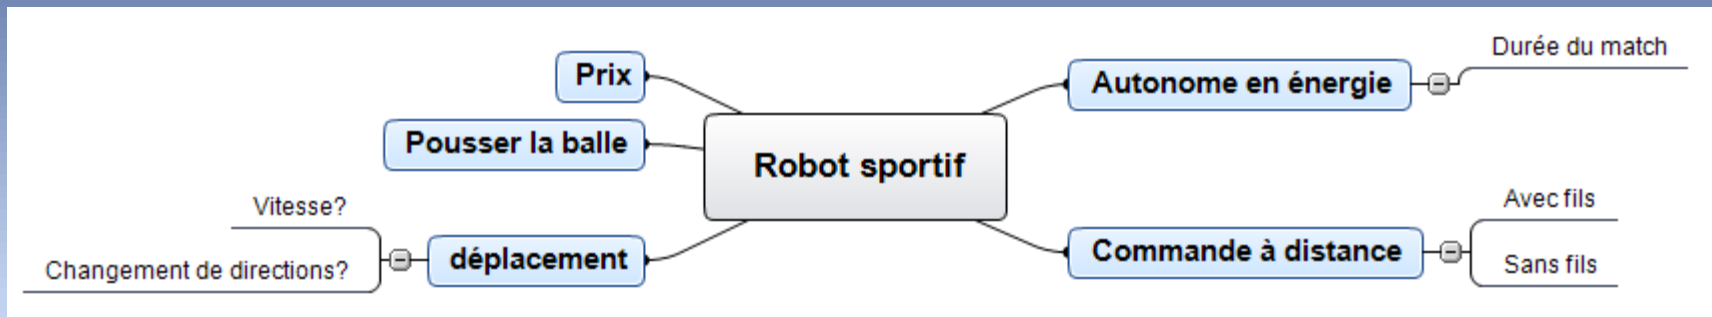 Prix
Pousser la balle
déplacement
Vitesse?
Changement de directions?
Robot sportif
Autonome en énergie
Durée du match
Commande à distance
Avec fils
Sans fils